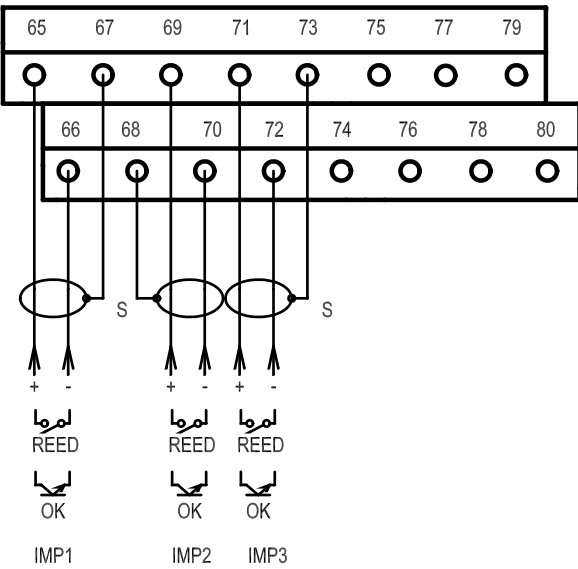 65 67 69 71 73 75 77 79
66 68 70 72 74 76 78 80
S S
+ - + - + -
REED REED REED
OK OK OK
IMP1 IMP2 IMP3